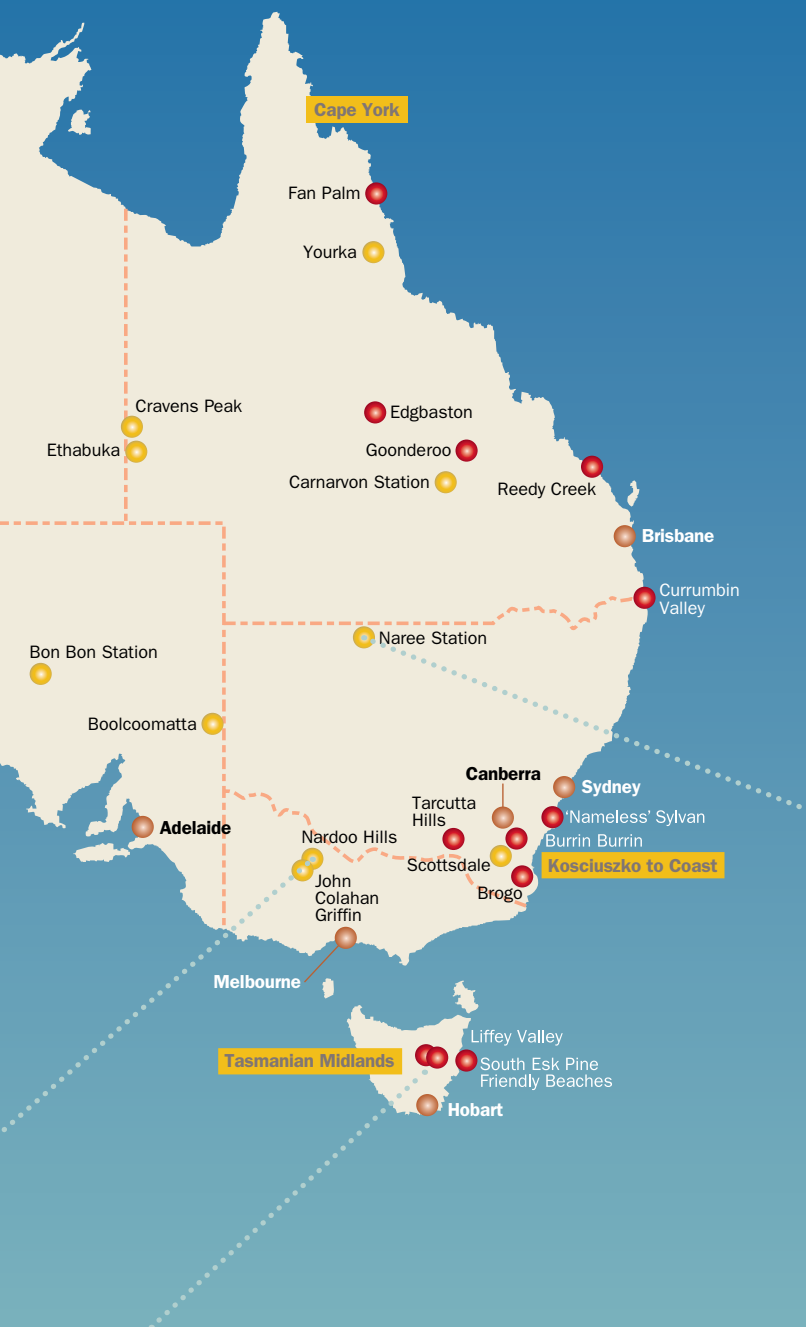 Cape York
Fan Palm
Yourka
Cravens Peak
Edgbaston
Ethabuka
Goonderoo
Carnarvon Station
Reedy Creek
Brisbane
Currumbin
Valley
Naree Station
Bon Bon Station
Boolcoomatta
Canberra
Sydney
Tarcutta
Hills
'Nameless' Sylvan
Adelaide
Nardoo Hills
Burrin Burrin
Scottsdale
Kosciuszko to Coast
John
Colahan
Griffin
Brogo
Melbourne
Liffey Valley
Tasmanian Midlands
South Esk Pine
Friendly Beaches
Hobart